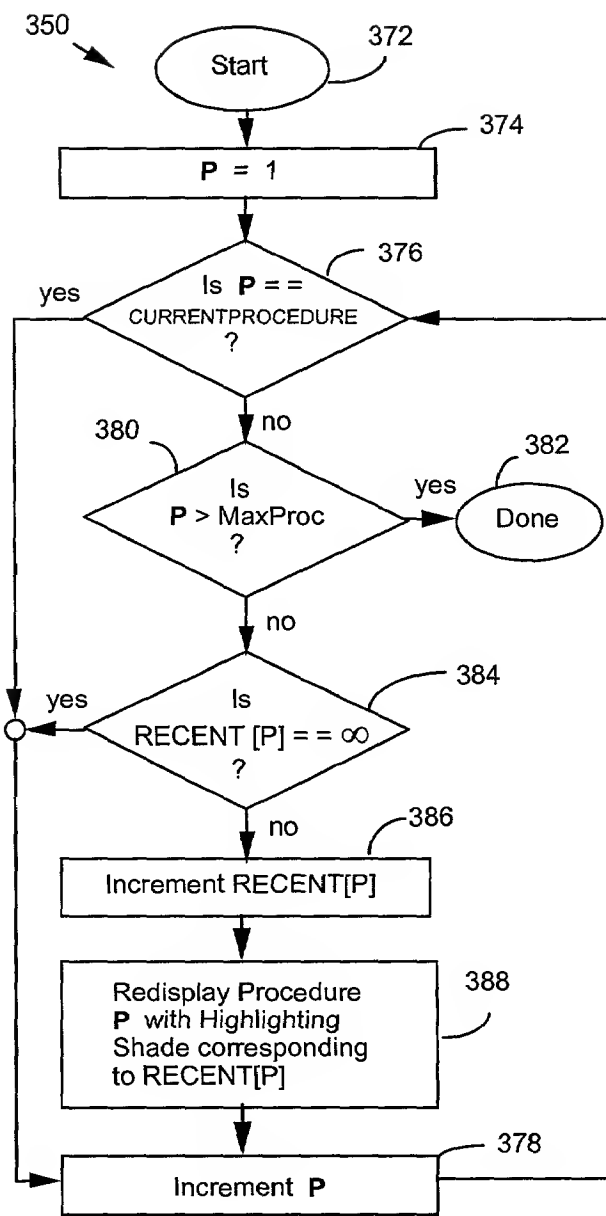 350
Start
372
374
P = 1
376
yes
Is P = =
CURRENTPROCEDURE
?
no
380
382
Is
P > MaxProc
?
yes
Done
no
384
yes
Is
RECENT [P] = = ∞
?
no
386
Increment RECENT[P]
388
Redisplay Procedure
P with Highlighting
Shade corresponding
to RECENT[P]
378
Increment P